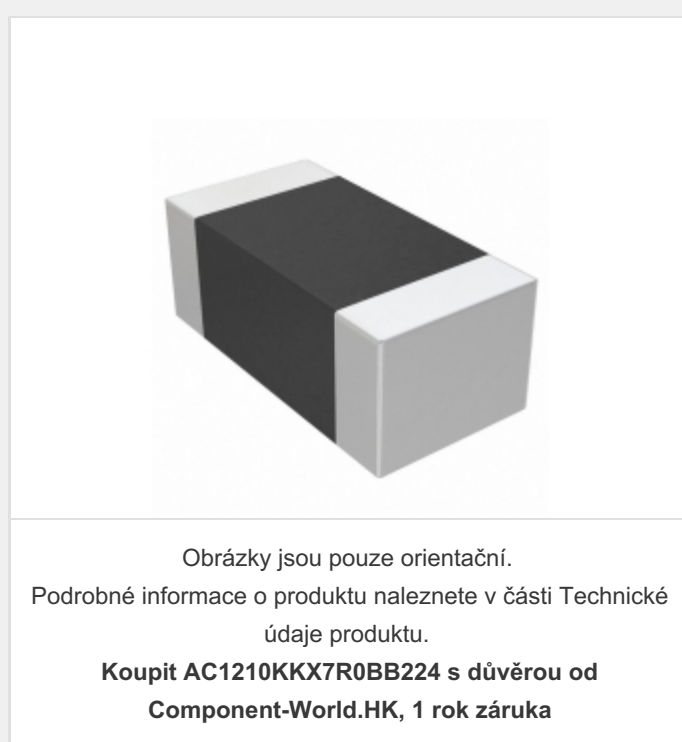 Obrázky jsou pouze orientační.
Podrobné informace o produktu naleznete v části Technické
údaje produktu.
Koupit AC1210KKX7R0BB224 s důvěrou od
Component-World.HK, 1 rok záruka